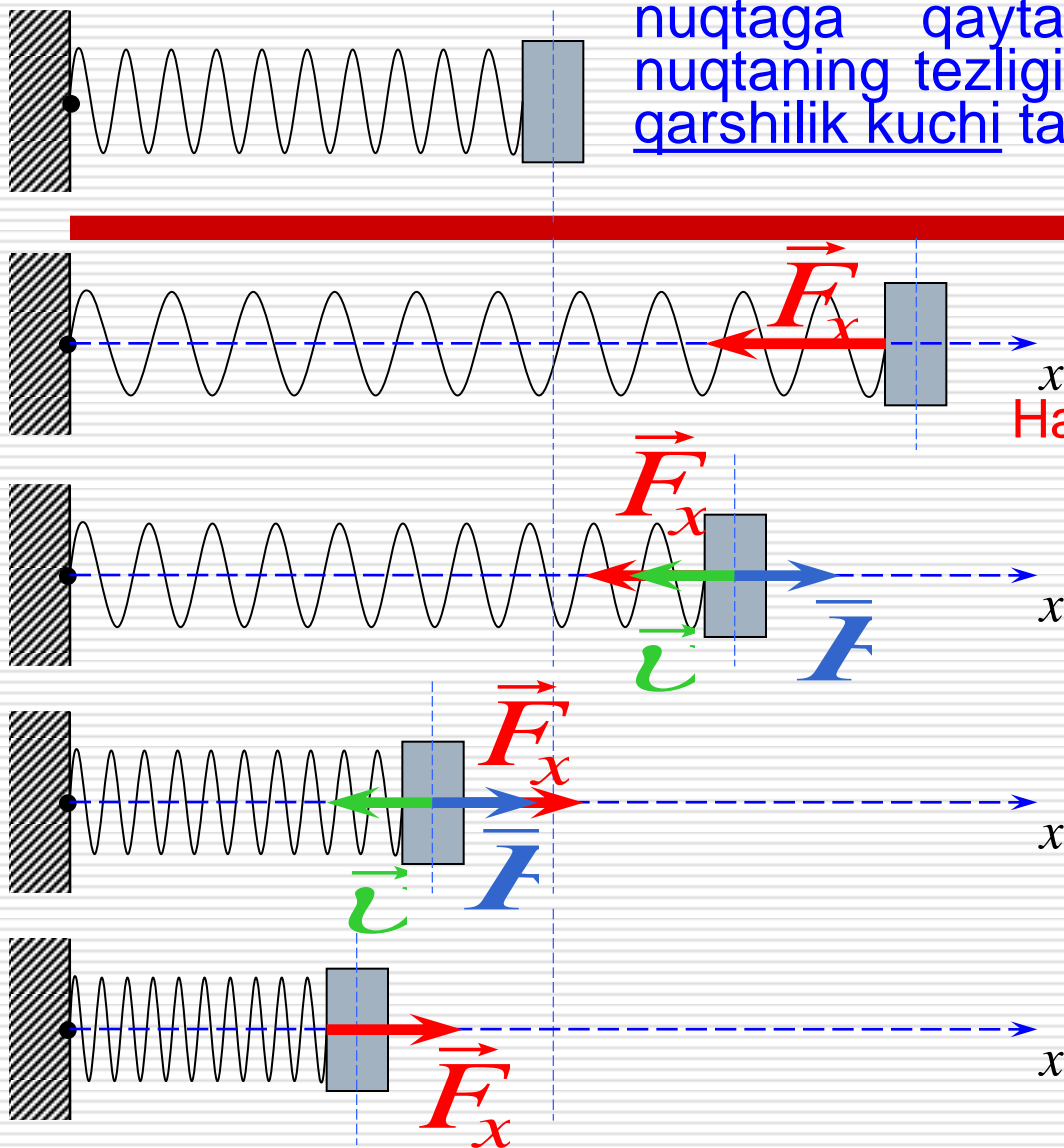 nuqtaga qayta
nuqtaning tezligi
qarshilik kuchi ta
F_x
x
Ha
F_x
x
υ
F_x
x
υ
x
F_x